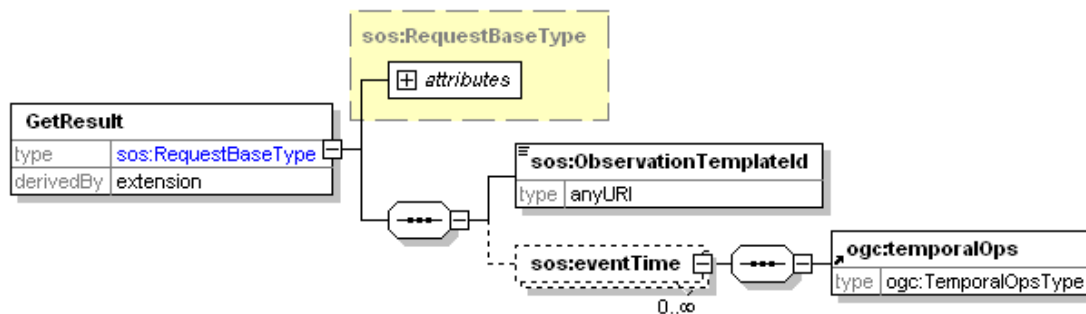 sos:RequestBaseType
attributes
GetResult
type sos:RequestBaseType
derivedBy extension
sos:ObservationTemplateId
type anyURI
sos:eventTime
0..∞
ogc:temporalOps
type ogc:TemporalOpsType